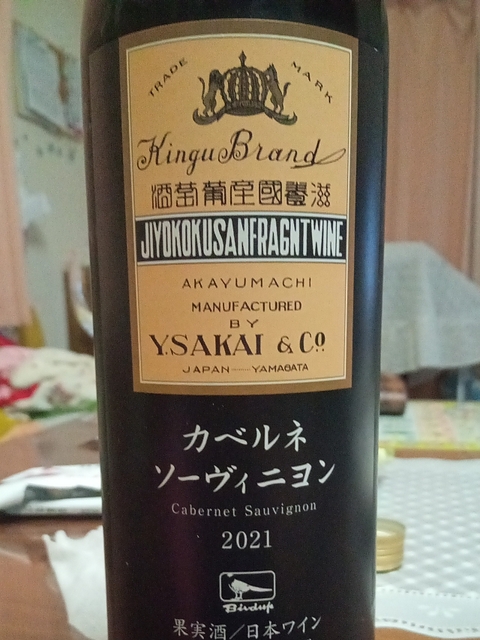 TRADE MARK
Kingu Brand
酒萄葡産國養滋
JIYOKOKUSANFRAGNTWINE
AKAYUMACHI
MANUFACTURED
BY
Y.SAKAI & Co.
JAPAN — YAMAGATA
カベルネ
ソーヴィニヨン
Cabernet Sauvignon
2021
Birdup
果実酒/日本ワイン